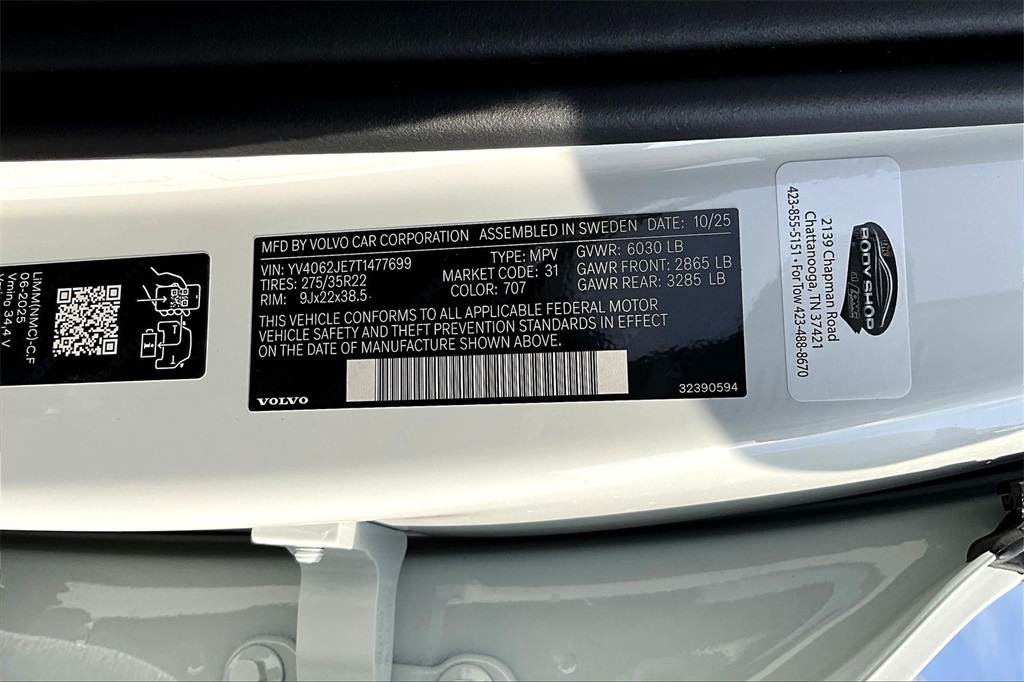 MFD BY VOLVO CAR CORPORATION ASSEMBLED IN SWEDEN DATE: 10/25
VIN: YV4062JE7T1477699 TYPE: MPV GVWR: 6030 LB
TIRES: 275/35R22 MARKET CODE: 31 GAWR FRONT: 2865 LB
RIM: 9Jx22x38.5 COLOR: 707 GAWR REAR: 3285 LB
THIS VEHICLE CONFORMS TO ALL APPLICABLE FEDERAL MOTOR
VEHICLE SAFETY AND THEFT PREVENTION STANDARDS IN EFFECT
ON THE DATE OF MANUFACTURE SHOWN ABOVE.
VOLVO 32390594
LIMM(NMC)-C,F
06-2025
34,4 V
BODY SHOP
2139 Chapman Road
Chattanooga, TN 37421
423-855-5151 • For Tow 423-488-8670